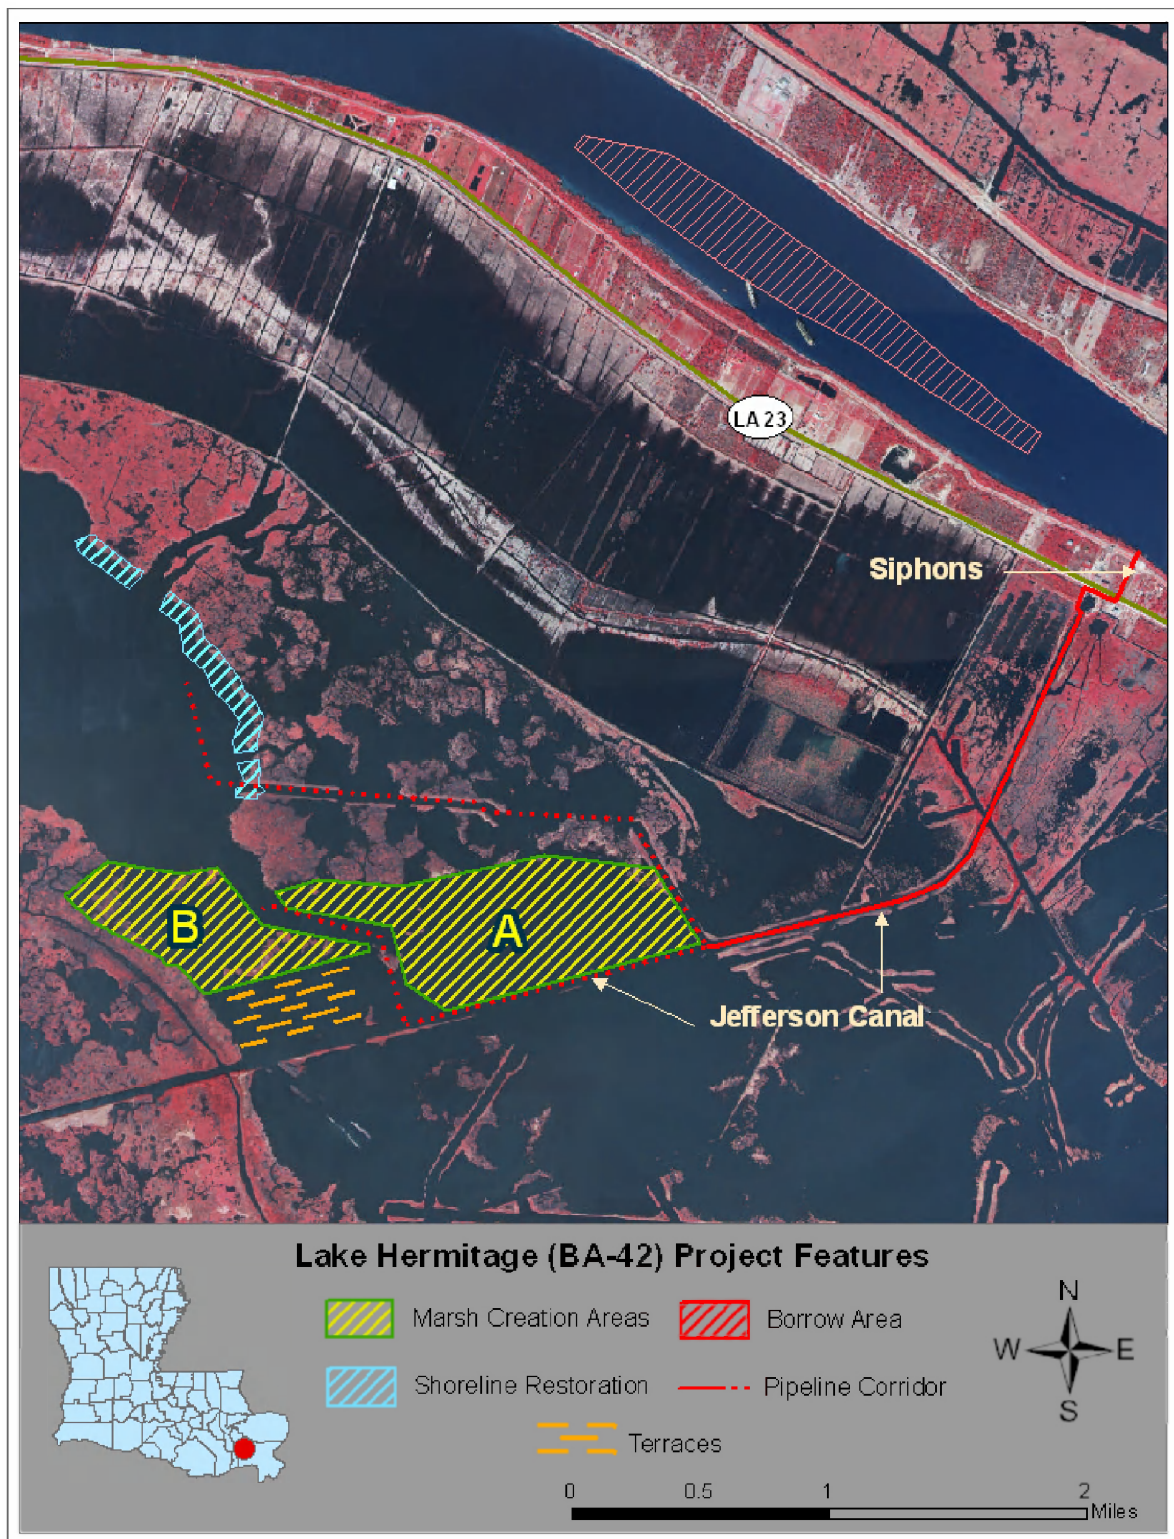 LA 23
Siphons
B
A
Jefferson Canal
Lake Hermitage (BA-42) Project Features
Marsh Creation Areas
Borrow Area
Shoreline Restoration
Pipeline Corridor
Terraces
N
W
E
S
0 0.5 1 2
Miles